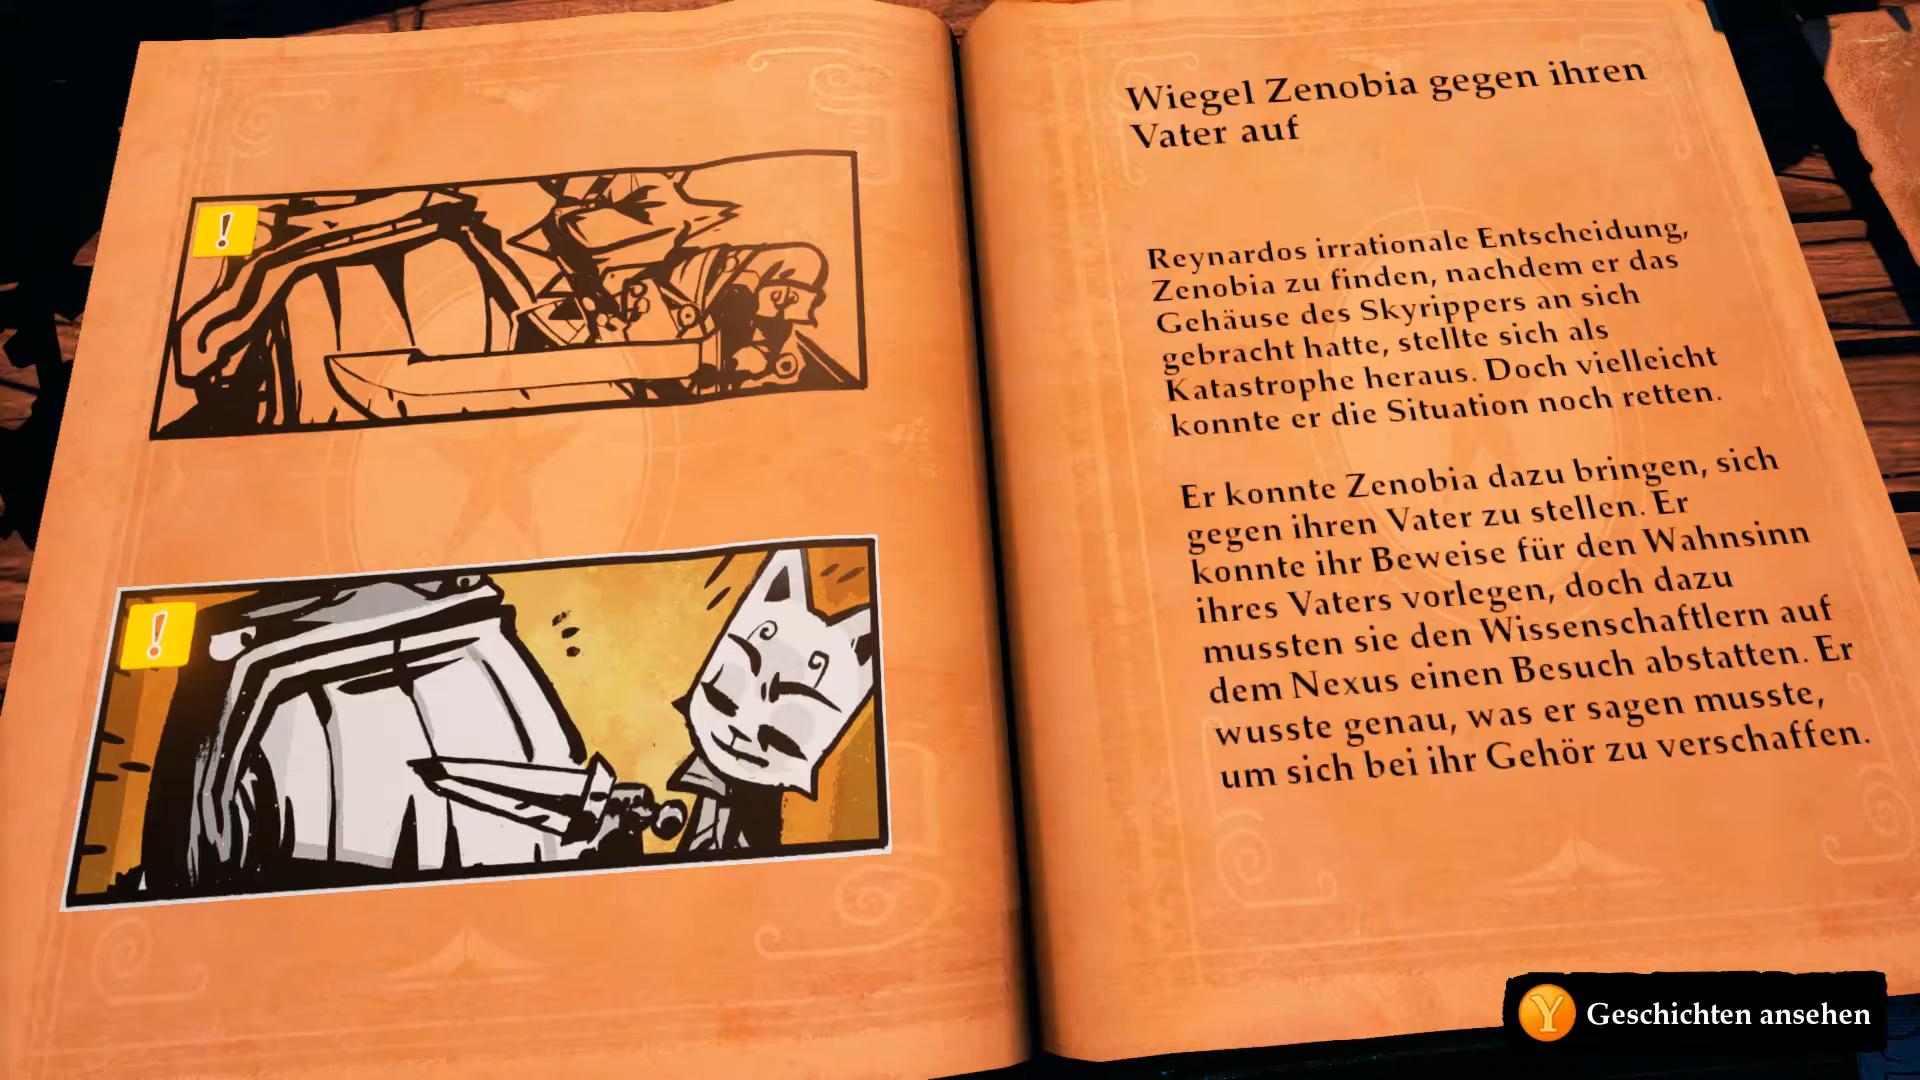 Wiegel Zenobia gegen ihren
Vater auf
Reynardos irrationale Entscheidung,
Zenobia zu finden, nachdem er das
Gehäuse des Skyrippers an sich
gebracht hatte, stellte sich als
Katastrophe heraus. Doch vielleicht
konnte er die Situation noch retten.
Er konnte Zenobia dazu bringen, sich
gegen ihren Vater zu stellen. Er
konnte ihr Beweise für den Wahnsinn
ihres Vaters vorlegen, doch dazu
mussten sie den Wissenschaftlern auf
dem Nexus einen Besuch abstatten. Er
wusste genau, was er sagen musste,
um sich bei ihr Gehör zu verschaffen.
!
!
Y Geschichten ansehen